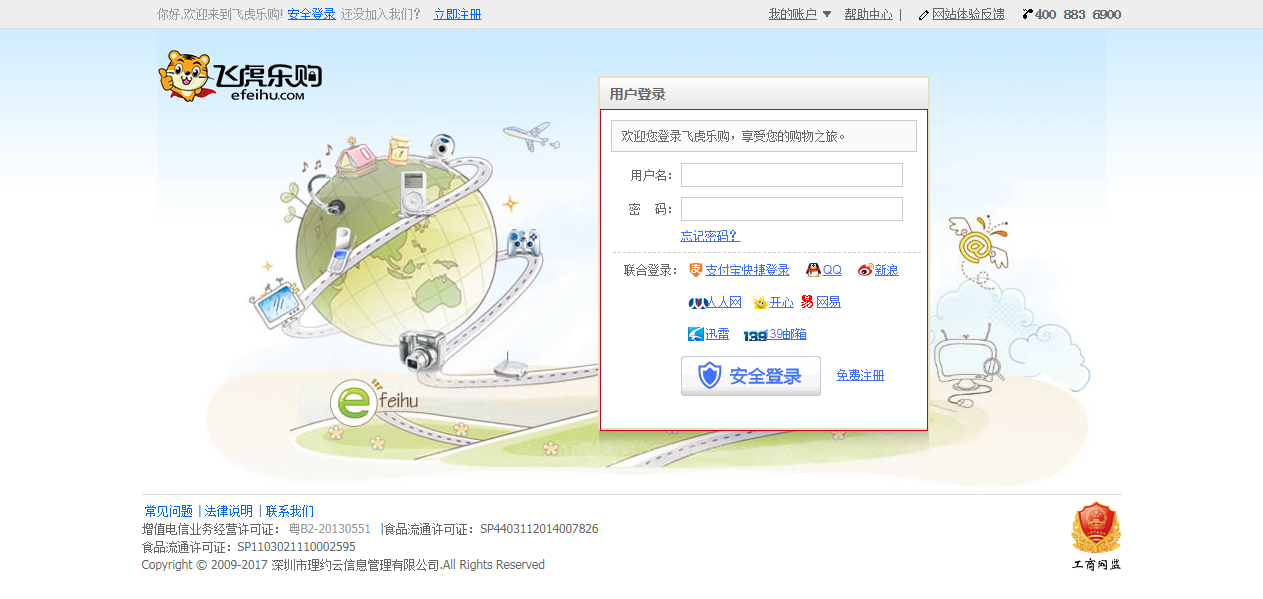 你好,欢迎来到飞虎乐购! 安全登录 还没加入我们? 立即注册 我的账户 帮助中心 | 网站体验反馈 400 883 6900
飞虎乐购
efeihu.com
用户登录
欢迎您登录飞虎乐购，享受您的购物之旅。
用户名：
密 码：
忘记密码?
联合登录： 支付宝快捷登录 QQ 新浪
人人网 开心 网易
迅雷 139邮箱
安全登录 免费注册
efeihu
常见问题 | 法律说明 | 联系我们
增值电信业务经营许可证： 粤B2-20130551 |食品流通许可证：SP4403112014007826
食品流通许可证：SP1103021110002595
Copyright © 2009-2017 深圳市理约云信息管理有限公司.All Rights Reserved
工商网监